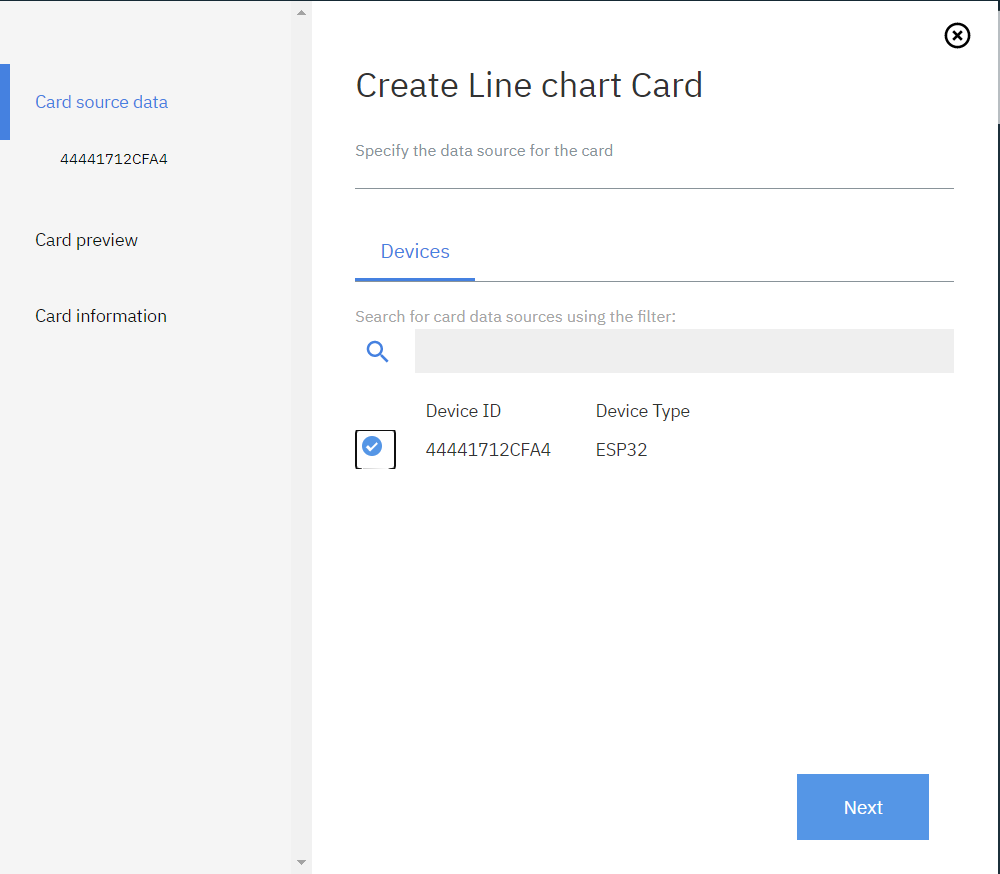 Card source data
44441712CFA4
Card preview
Card information
Create Line chart Card
Specify the data source for the card
Devices
Search for card data sources using the filter:
Device ID Device Type
44441712CFA4 ESP32
Next